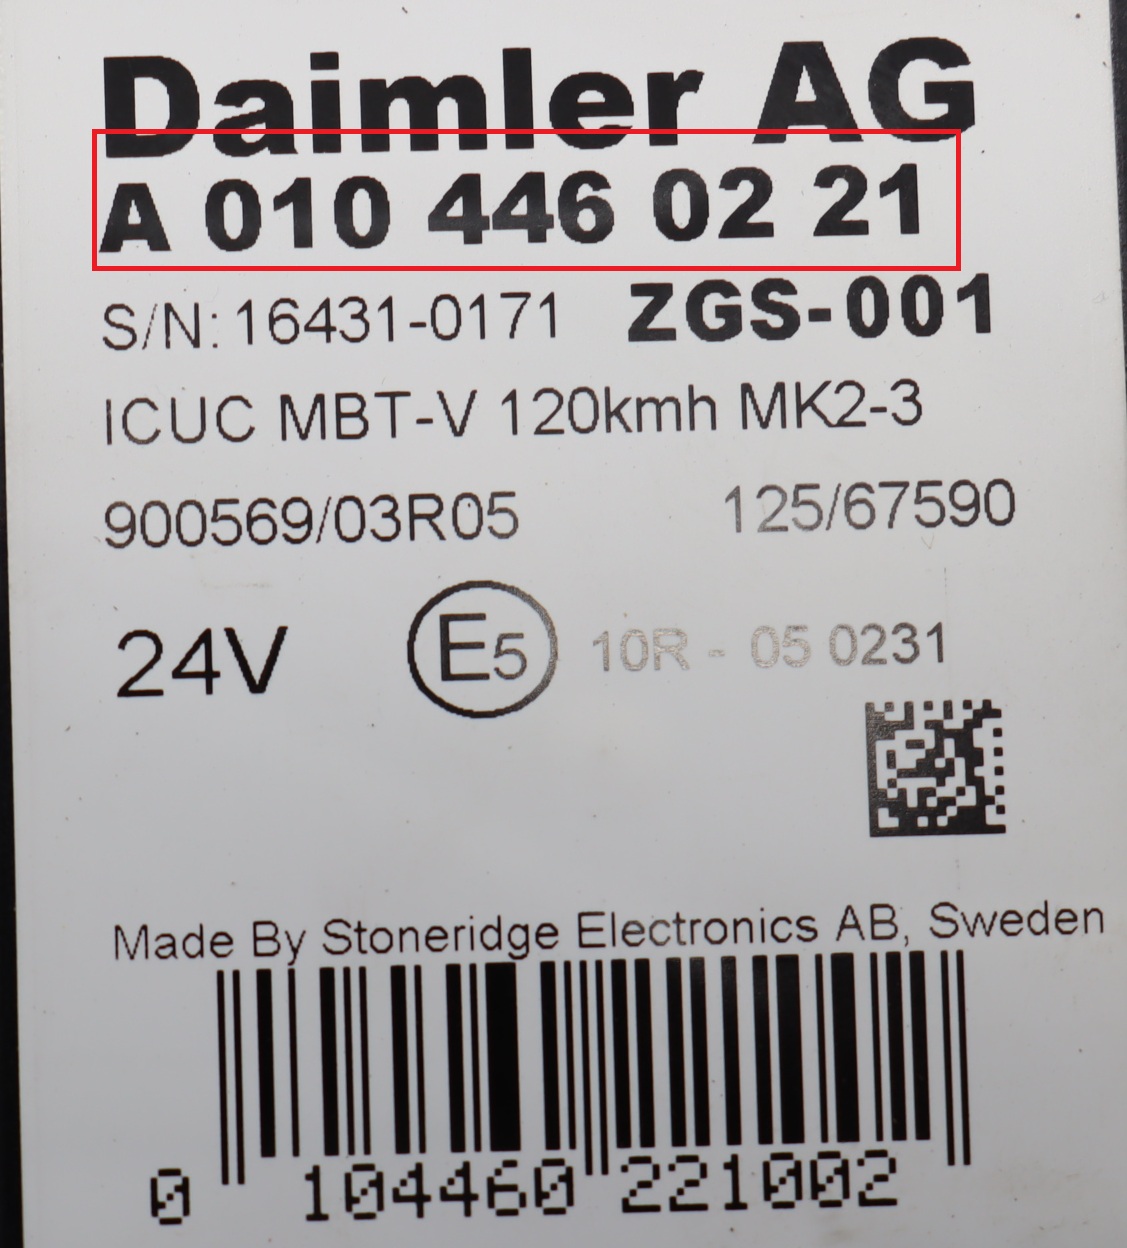 Daimler AG
A 010 446 02 21
S/N: 16431-0171 ZGS-001
ICUC MBT-V 120kmh MK2-3
900569/03R05 125/67590
24V E5 10R - 05 0231
Made By Stoneridge Electronics AB, Sweden
0 104460 221002